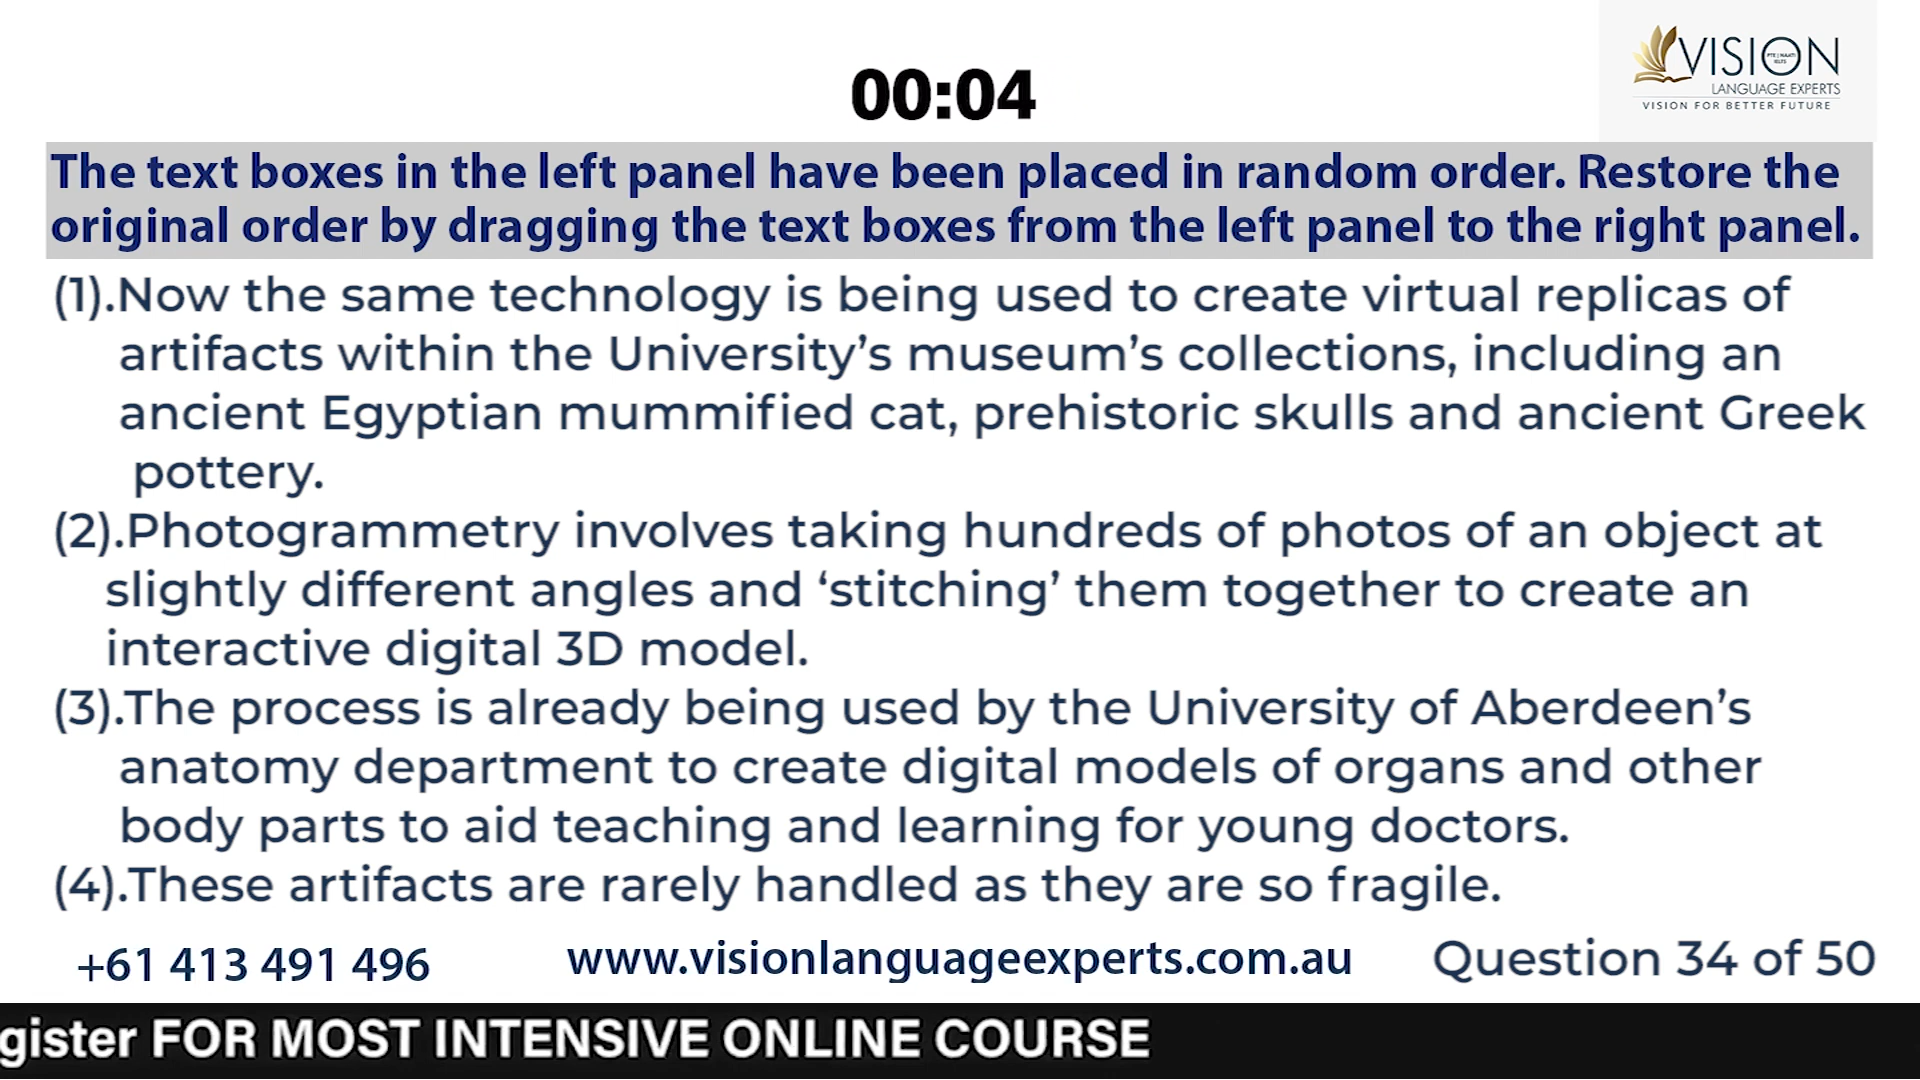 VISION
PTE | NAATI
IELTS
LANGUAGE EXPERTS
VISION FOR BETTER FUTURE
00:04
The text boxes in the left panel have been placed in random order. Restore the
original order by dragging the text boxes from the left panel to the right panel.
(1).Now the same technology is being used to create virtual replicas of
artifacts within the University’s museum’s collections, including an
ancient Egyptian mummified cat, prehistoric skulls and ancient Greek
pottery.
(2).Photogrammetry involves taking hundreds of photos of an object at
slightly different angles and ‘stitching’ them together to create an
interactive digital 3D model.
(3).The process is already being used by the University of Aberdeen’s
anatomy department to create digital models of organs and other
body parts to aid teaching and learning for young doctors.
(4).These artifacts are rarely handled as they are so fragile.
+61 413 491 496
www.visionlanguageexperts.com.au
Question 34 of 50
gister FOR MOST INTENSIVE ONLINE COURSE